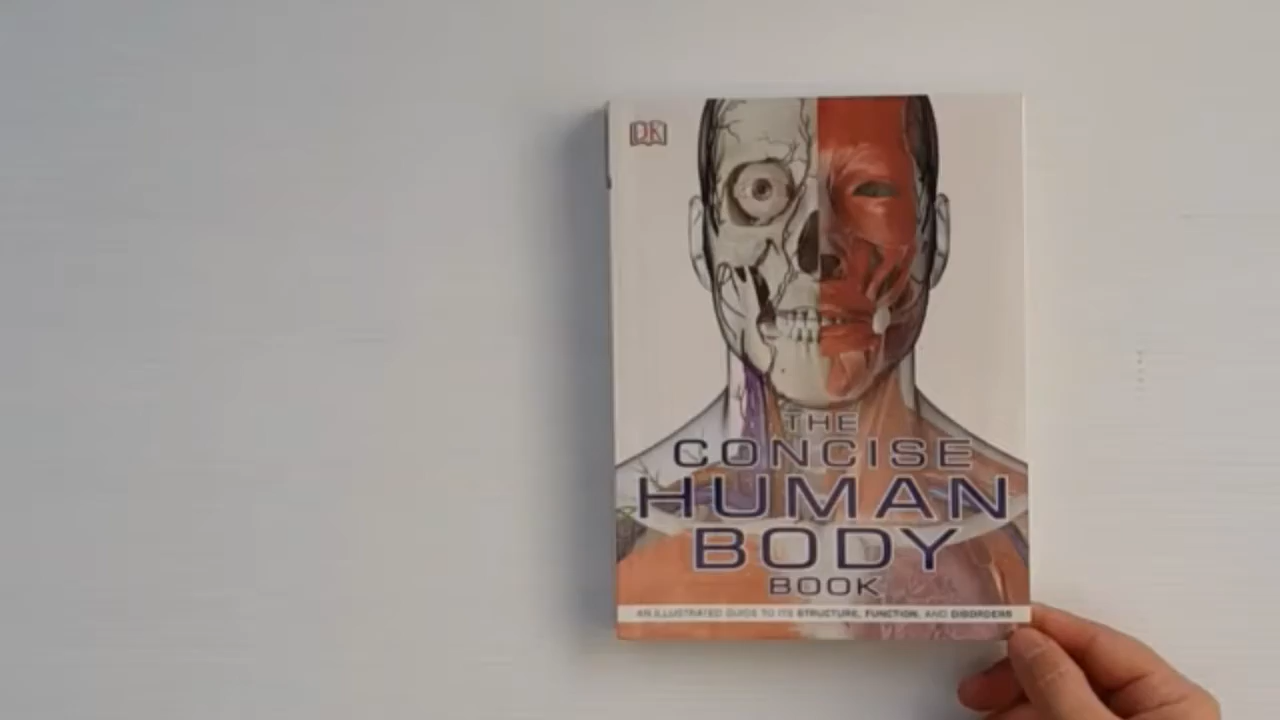 DK
THE
CONCISE
HUMAN
BODY
BOOK
AN ILLUSTRATED GUIDE TO ITS STRUCTURE, FUNCTION, AND DISORDERS